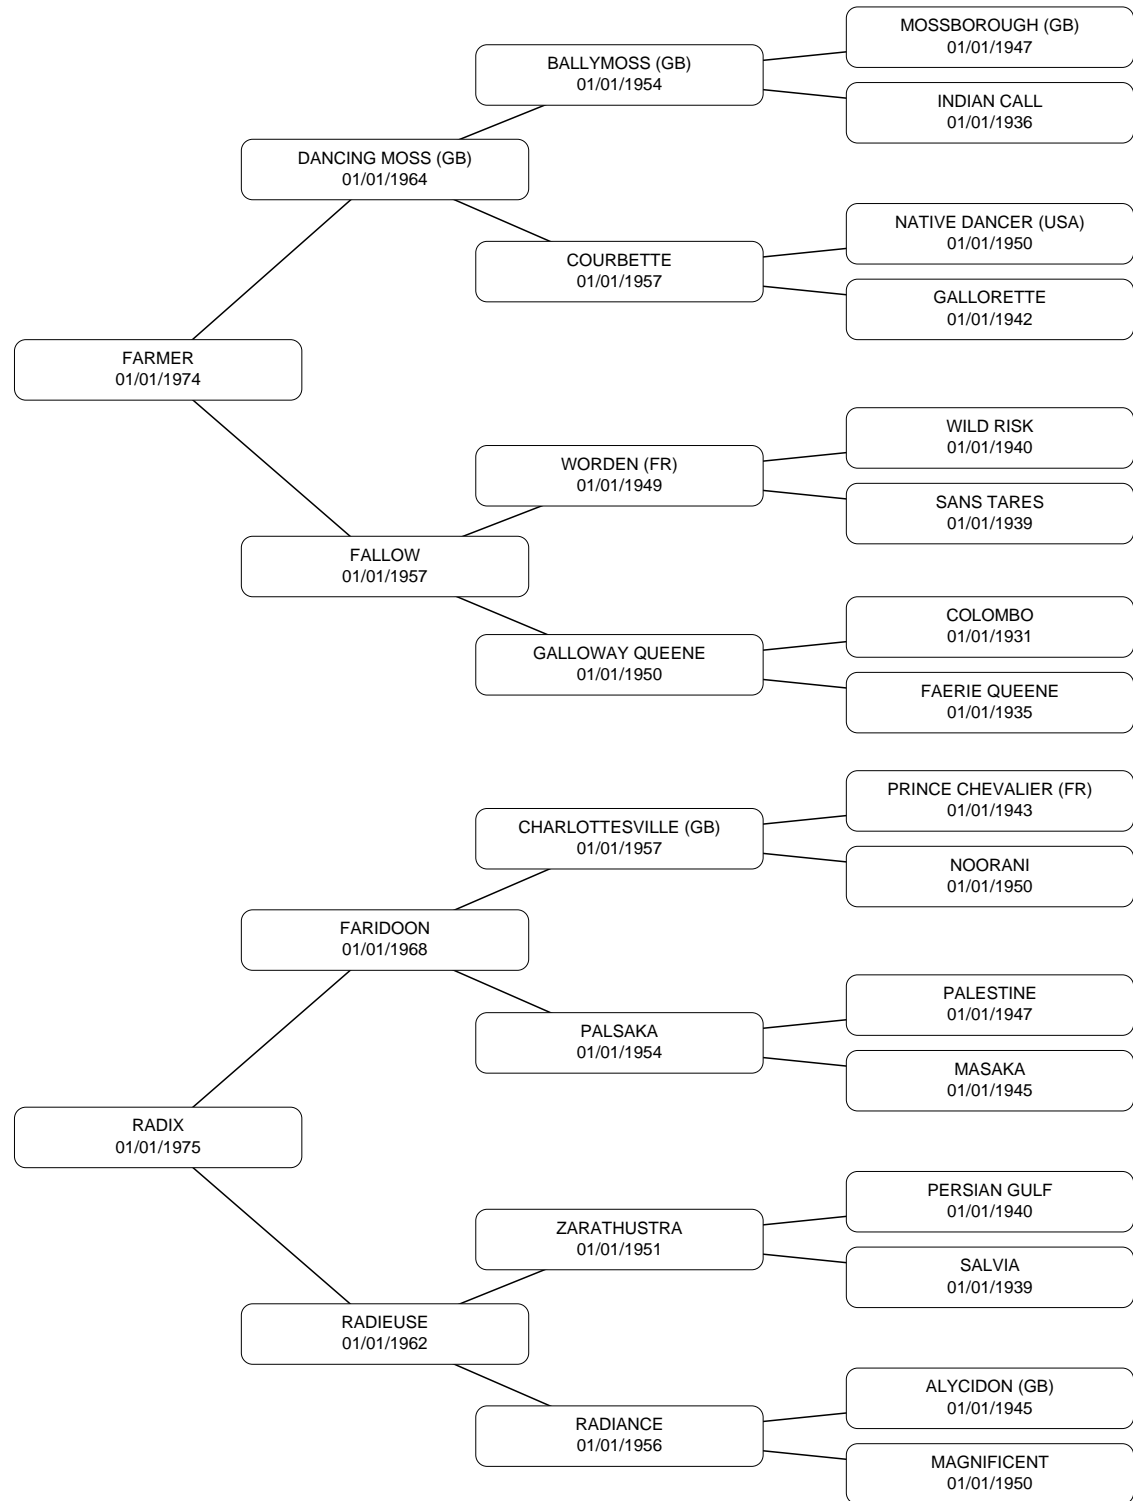 MOSSBOROUGH (GB)
01/01/1947
BALLYMOSS (GB)
01/01/1954
INDIAN CALL
01/01/1936
DANCING MOSS (GB)
01/01/1964
NATIVE DANCER (USA)
01/01/1950
COURBETTE
01/01/1957
GALLORETTE
01/01/1942
FARMER
01/01/1974
WILD RISK
01/01/1940
WORDEN (FR)
01/01/1949
SANS TARES
01/01/1939
FALLOW
01/01/1957
COLOMBO
01/01/1931
GALLOWAY QUEENE
01/01/1950
FAERIE QUEENE
01/01/1935
PRINCE CHEVALIER (FR)
01/01/1943
CHARLOTTESVILLE (GB)
01/01/1957
NOORANI
01/01/1950
FARIDOON
01/01/1968
PALESTINE
01/01/1947
PALSAKA
01/01/1954
MASAKA
01/01/1945
RADIX
01/01/1975
PERSIAN GULF
01/01/1940
ZARATHUSTRA
01/01/1951
SALVIA
01/01/1939
RADIEUSE
01/01/1962
ALYCIDON (GB)
01/01/1945
RADIANCE
01/01/1956
MAGNIFICENT
01/01/1950